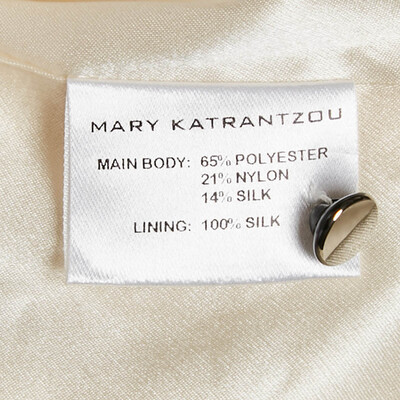 MARY KATRANTZOU
MAIN BODY: 65% POLYESTER
21% NYLON
14% SILK
LINING: 100% SILK